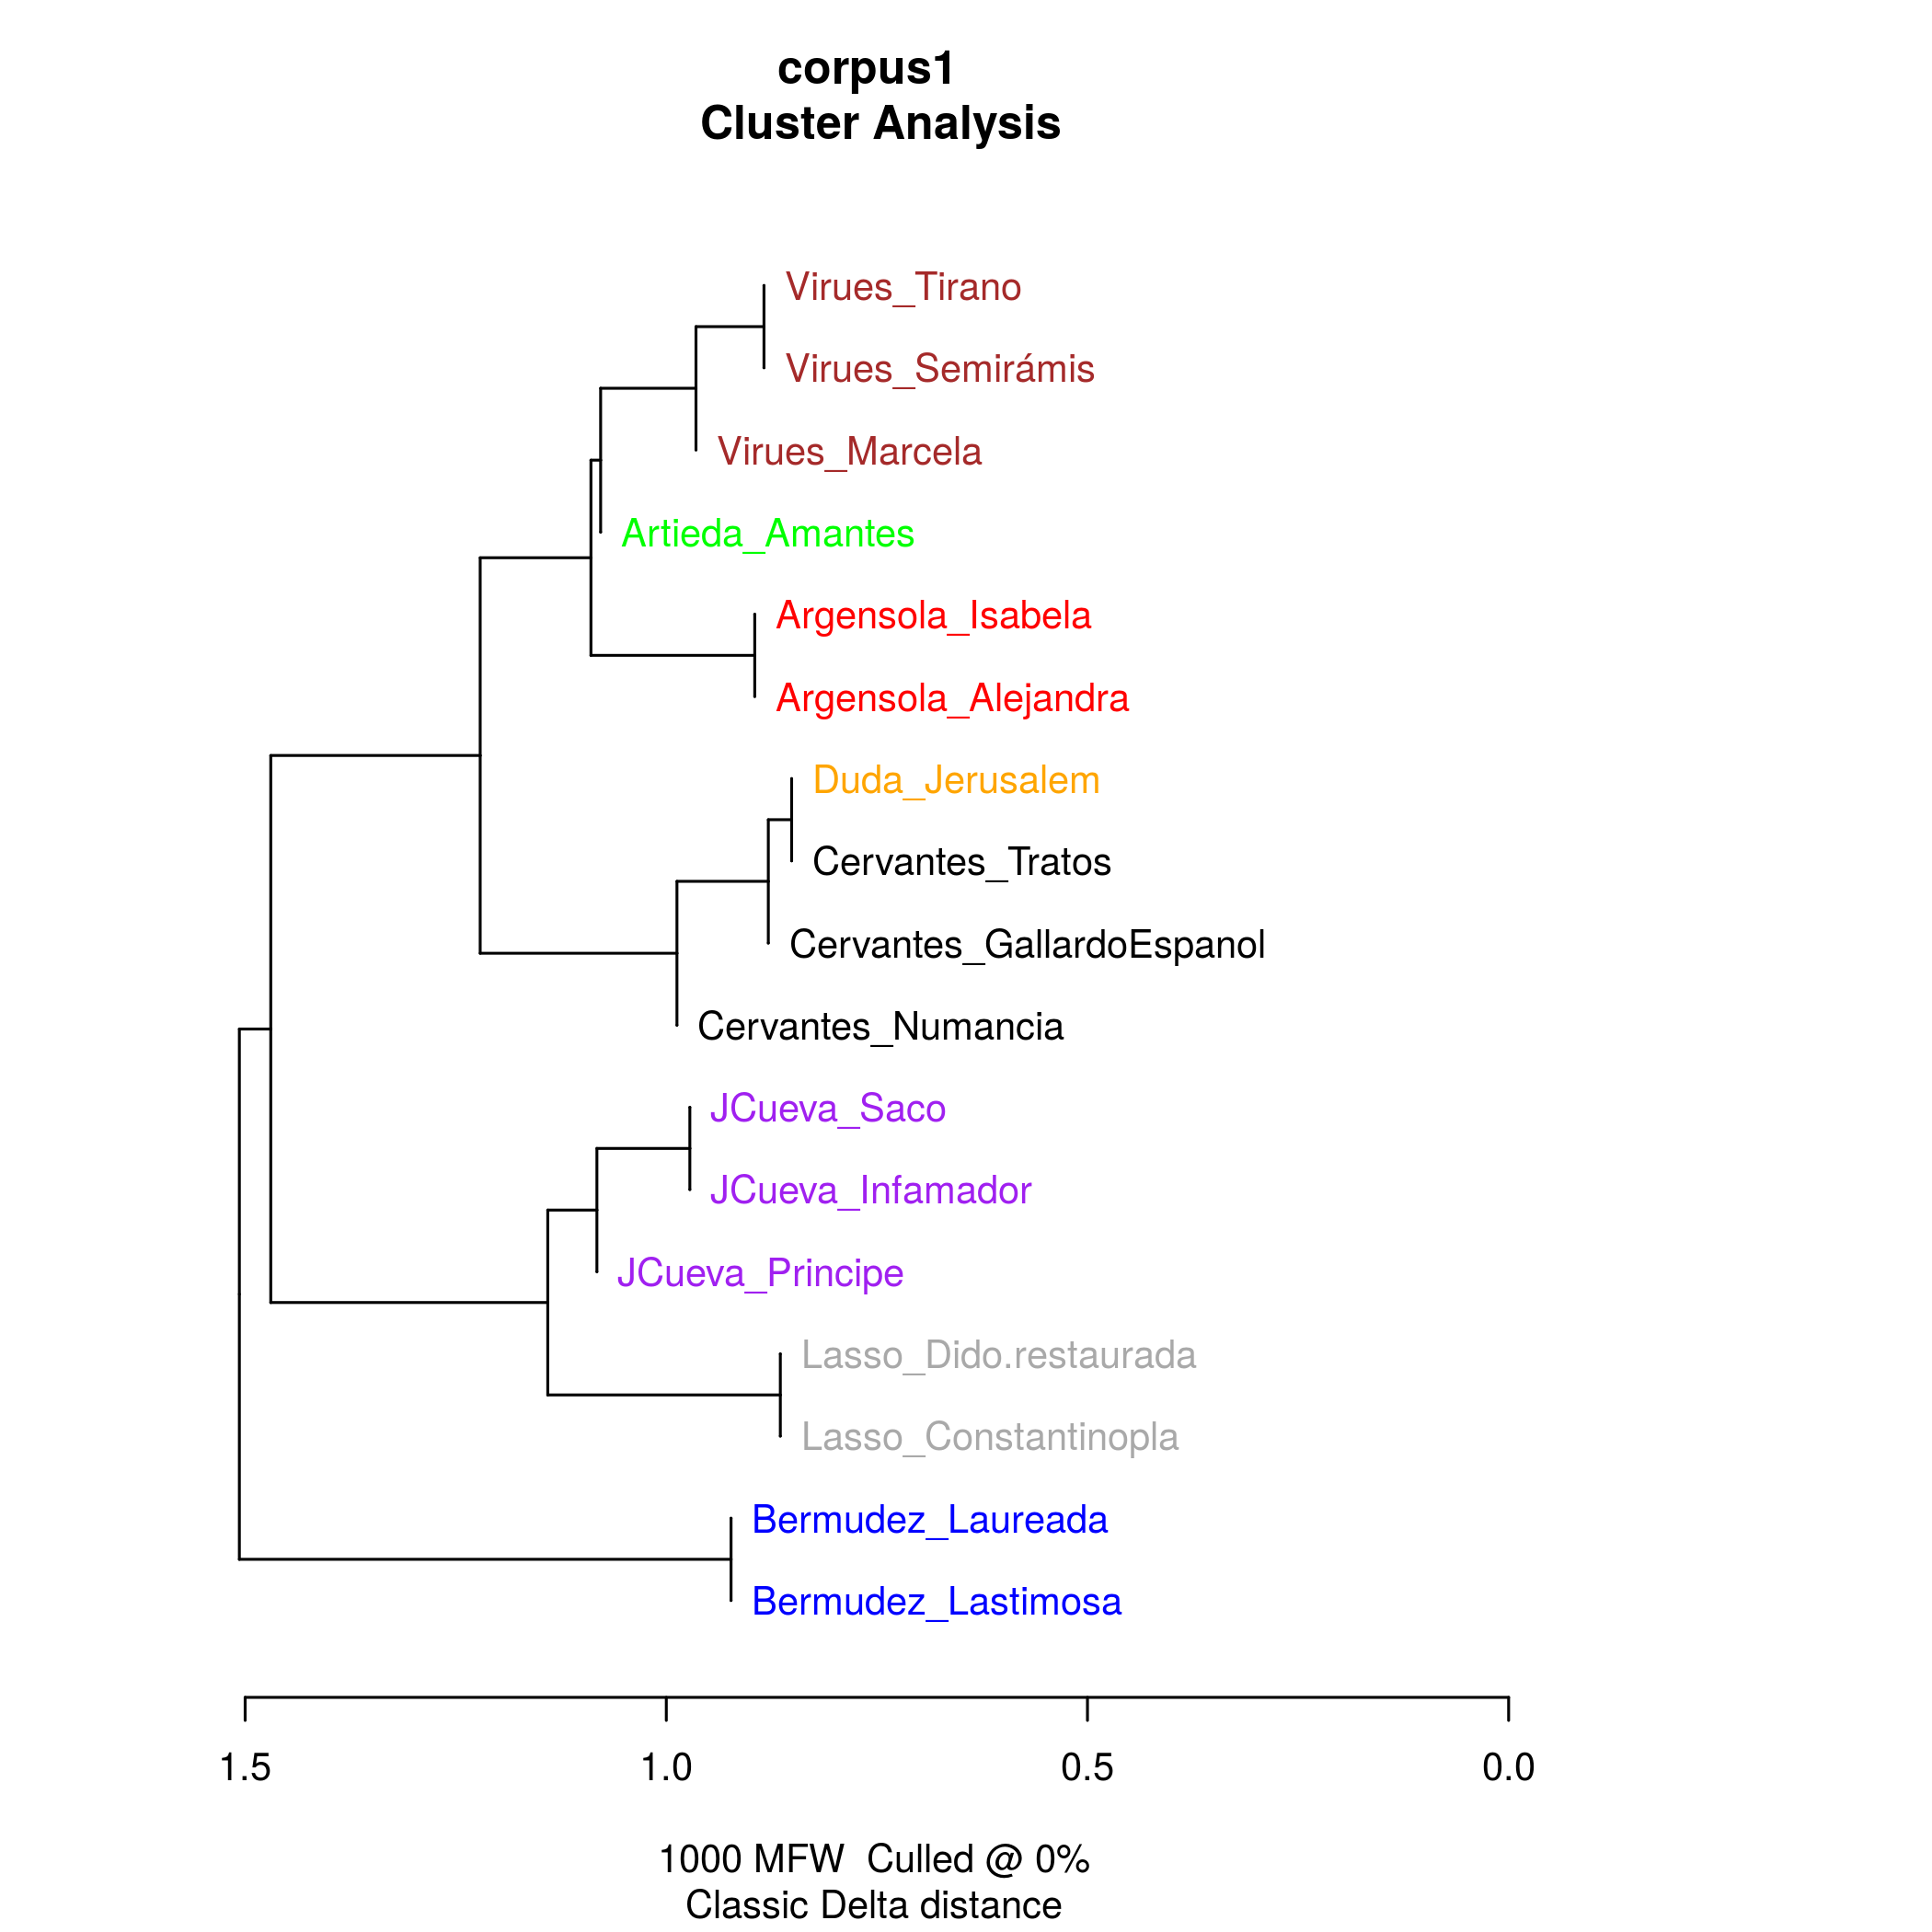 corpus1
Cluster Analysis
Virues_Tirano
Virues_Semirámis
Virues_Marcela
Artieda_Amantes
Argensola_Isabela
Argensola_Alejandra
Duda_Jerusalem
Cervantes_Tratos
Cervantes_GallardoEspanol
Cervantes_Numancia
JCueva_Saco
JCueva_Infamador
JCueva_Principe
Lasso_Dido.restaurada
Lasso_Constantinopla
Bermudez_Laureada
Bermudez_Lastimosa
1.5 1.0 0.5 0.0
1000 MFW  Culled @ 0%
Classic Delta distance